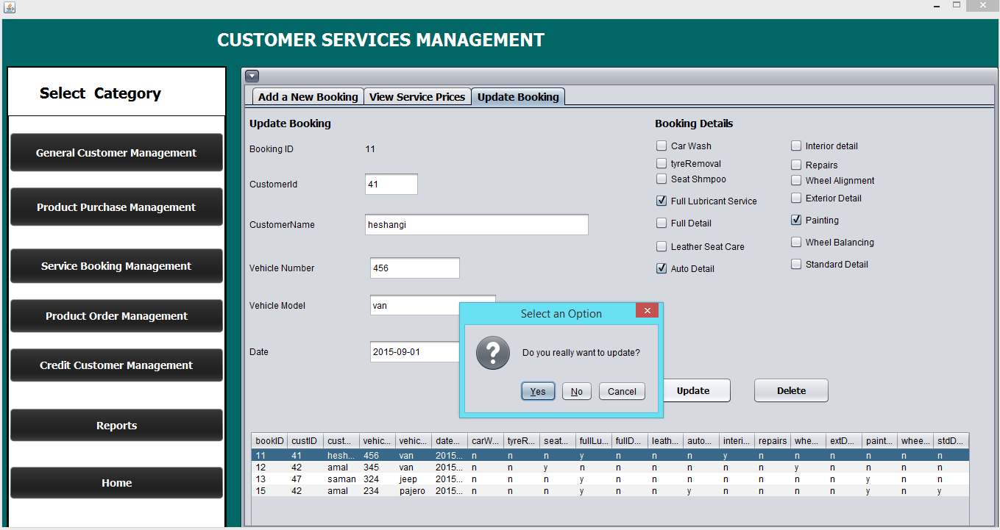 CUSTOMER SERVICES MANAGEMENT
Select Category
General Customer Management
Product Purchase Management
Service Booking Management
Product Order Management
Credit Customer Management
Reports
Home
Add a New Booking View Service Prices Update Booking
Update Booking
Booking ID 11
CustomerId 41
CustomerName heshangi
Vehicle Number 456
Vehicle Model van
Date 2015-09-01
Booking Details
Car Wash Interior detail
tyreRemoval Repairs
Seat Shmpoo Wheel Alignment
Full Lubricant Service Exterior Detail
Full Detail Painting
Leather Seat Care Wheel Balancing
Auto Detail Standard Detail
Select an Option
Do you really want to update?
Yes No Cancel
Update Delete
bookID custID cust... vehic... vehic... date... carW... tyreR... seat... fullLu... fullD... leath... auto... interi... repairs whe... extD... paint... whee... stdD...
11 41 hesh... 456 van 2015... n n n y n n n y n n n n n n
12 42 amal 345 van 2015... n n y n n n n n n y n n n n
13 47 saman 324 jeep 2015... n n n y n n n n n n n y n n
15 42 amal 234 pajero 2015... n n n y n n y n n n n y n y